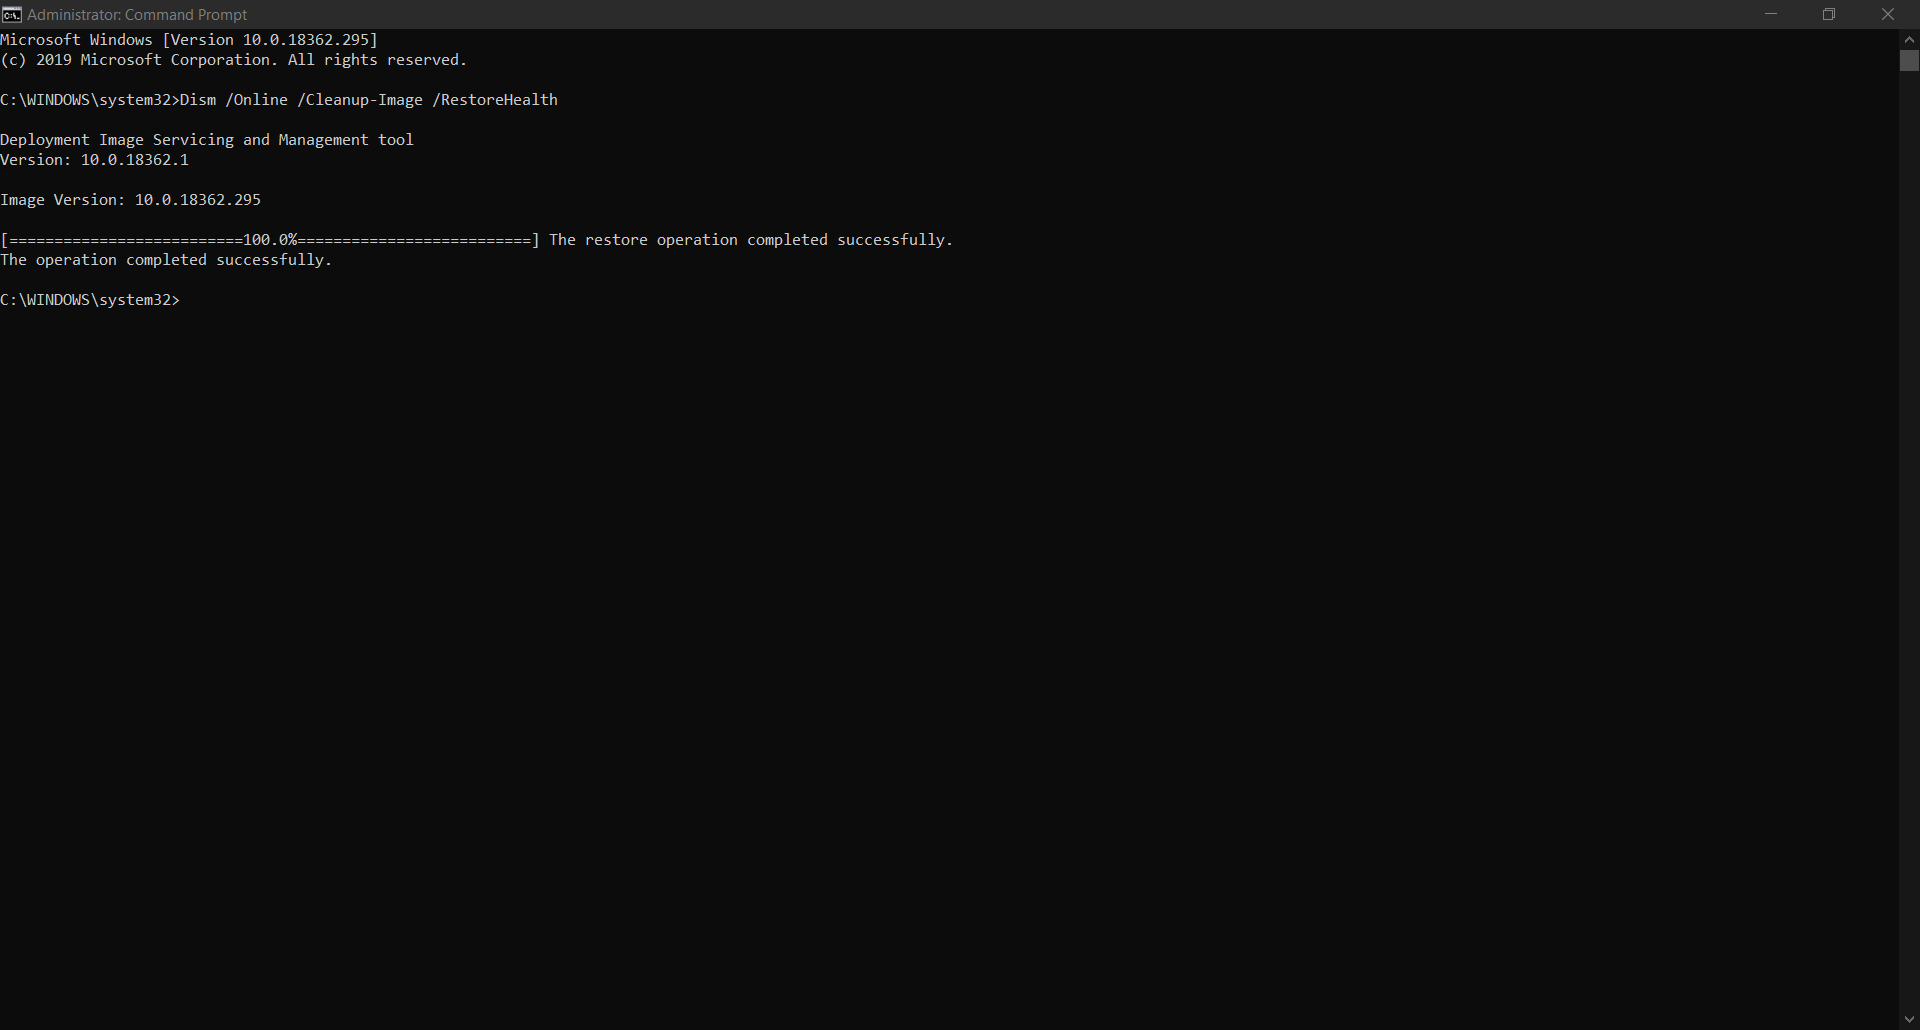 Administrator: Command Prompt
Microsoft Windows [Version 10.0.18362.295]
(c) 2019 Microsoft Corporation. All rights reserved.
C:\WINDOWS\system32>Dism /Online /Cleanup-Image /RestoreHealth
Deployment Image Servicing and Management tool
Version: 10.0.18362.1
Image Version: 10.0.18362.295
[==========================100.0%==========================] The restore operation completed successfully.
The operation completed successfully.
C:\WINDOWS\system32>